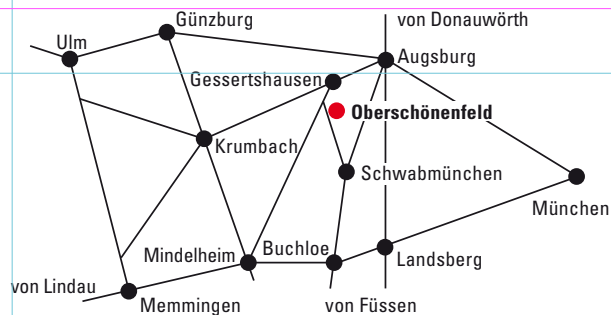 von Donauwörth
Günzburg
Ulm
Augsburg
Gessertshausen
Oberschönenfeld
Krumbach
Schwabmünchen
München
Mindelheim
Buchloe
Landsberg
von Lindau
Memmingen
von Füssen